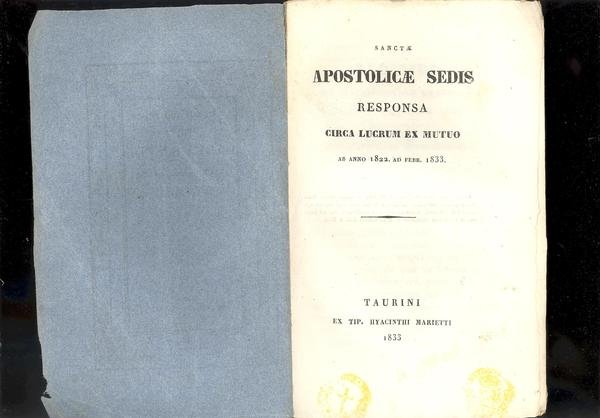 SANCTÆ
APOSTOLICÆ SEDIS
RESPONSA
CIRCA LUCRUM EX MUTUO
AB ANNO 1822. AD FEBR. 1833.
TAURINI
EX TIP. HYACINTHI MARIETTI
1833